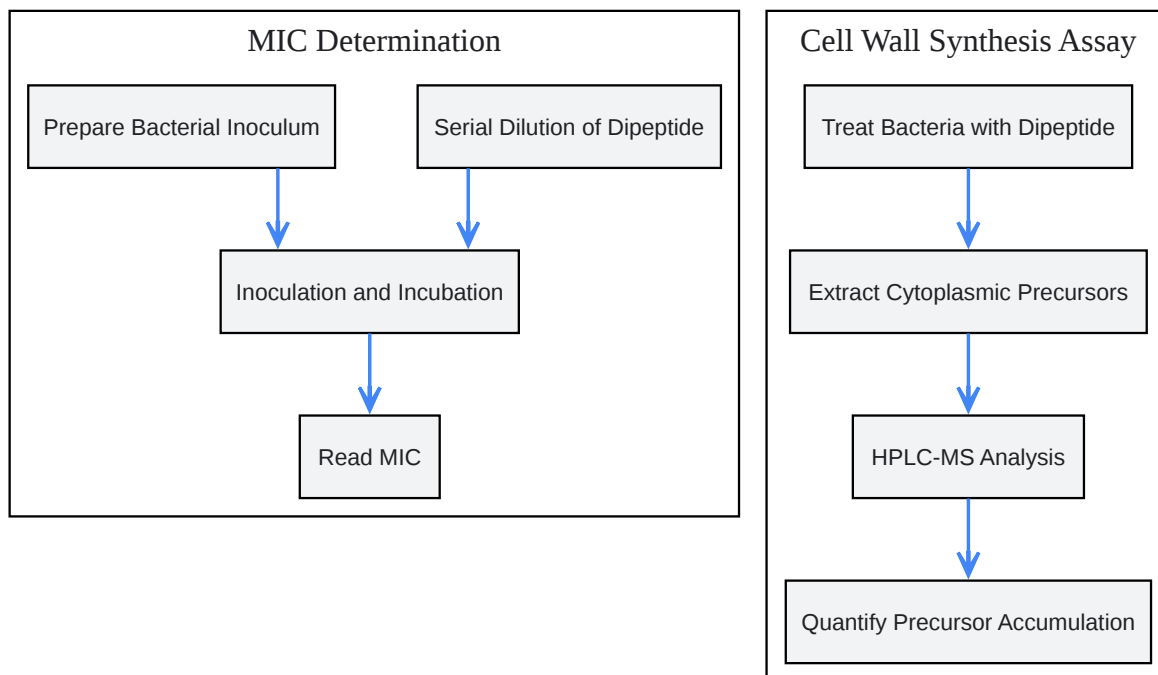 MIC Determination
Prepare Bacterial Inoculum
Serial Dilution of Dipeptide
Inoculation and Incubation
Read MIC
Cell Wall Synthesis Assay
Treat Bacteria with Dipeptide
Extract Cytoplasmic Precursors
HPLC-MS Analysis
Quantify Precursor Accumulation